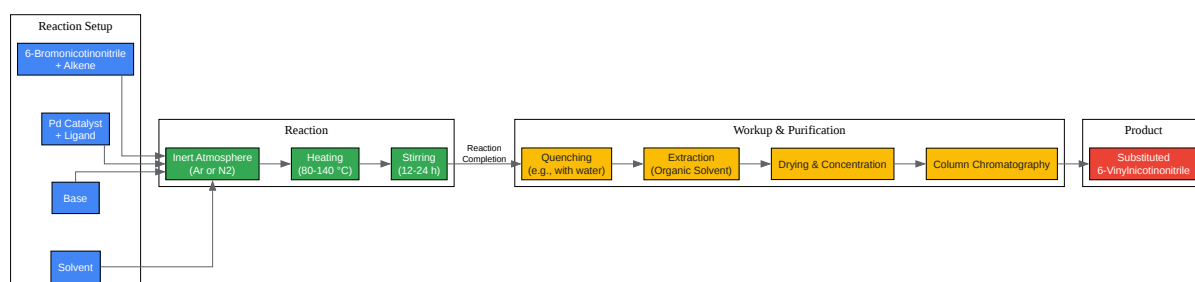 Reaction Setup
6-Bromonicotinonitrile
+ Alkene
Pd Catalyst
+ Ligand
Base
Solvent
Reaction
Inert Atmosphere
(Ar or N2)
Heating
(80-140 °C)
Stirring
(12-24 h)
Reaction
Completion
Workup & Purification
Quenching
(e.g., with water)
Extraction
(Organic Solvent)
Drying & Concentration
Column Chromatography
Product
Substituted
6-Vinylnicotinonitrile